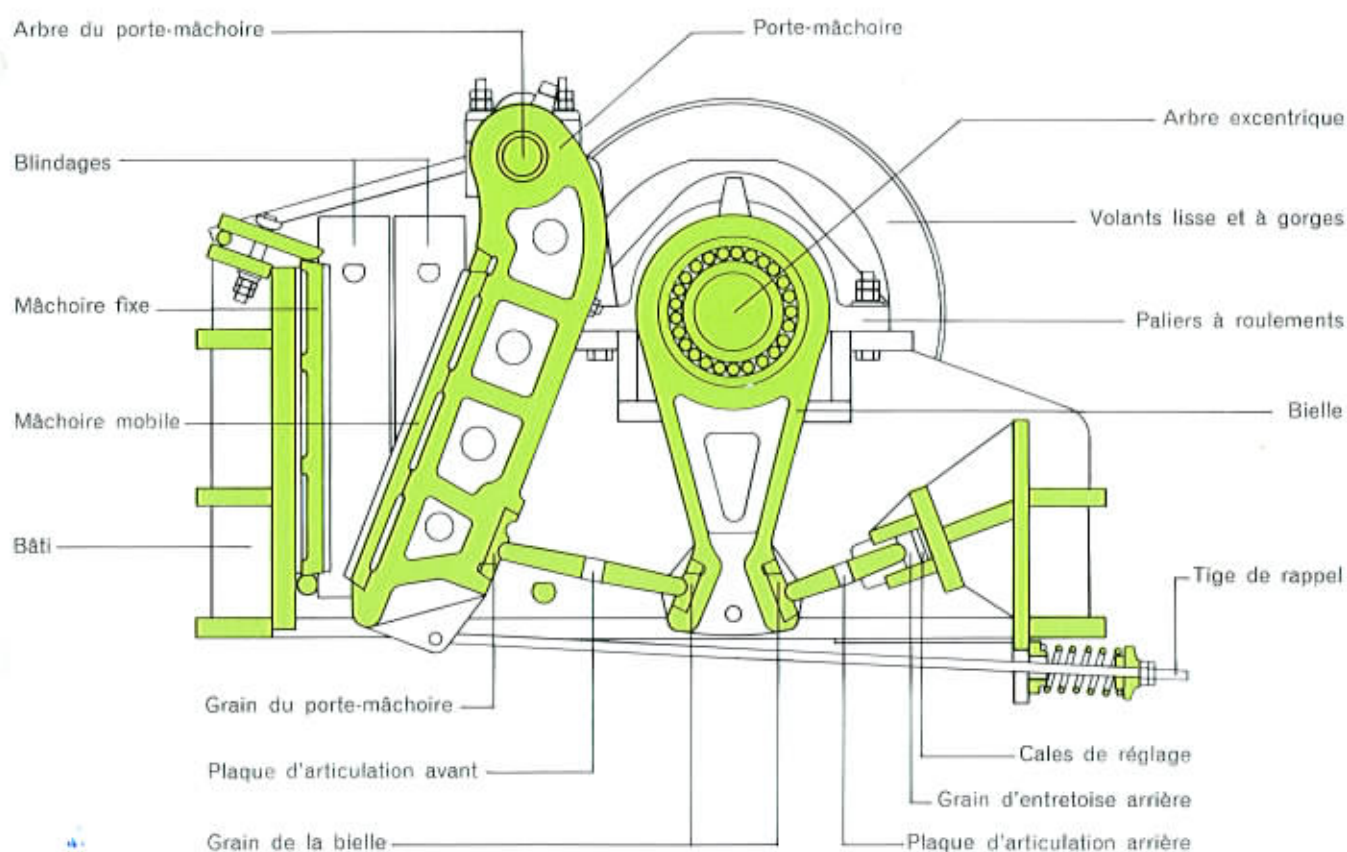 Arbre du porte-mâchoire
Porte-mâchoire
Arbre excentrique
Blindages
Volants lisse et à gorges
Mâchoire fixe
Paliers à roulements
Mâchoire mobile
Bielle
Bâti
Tige de rappel
Grain du porte-mâchoire
Cales de réglage
Plaque d'articulation avant
Grain d'entretoise arrière
Grain de la bielle
Plaque d'articulation arrière